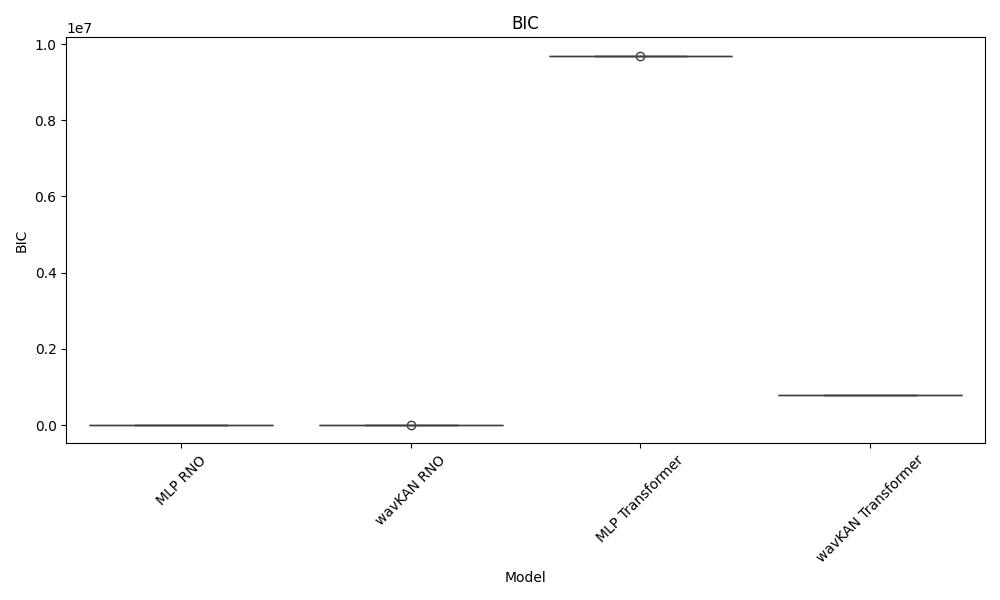 BIC
1e7
1.0
0.8
0.6
0.4
0.2
0.0
BIC
MLP RNO
wavKAN RNO
MLP Transformer
wavKAN Transformer
Model